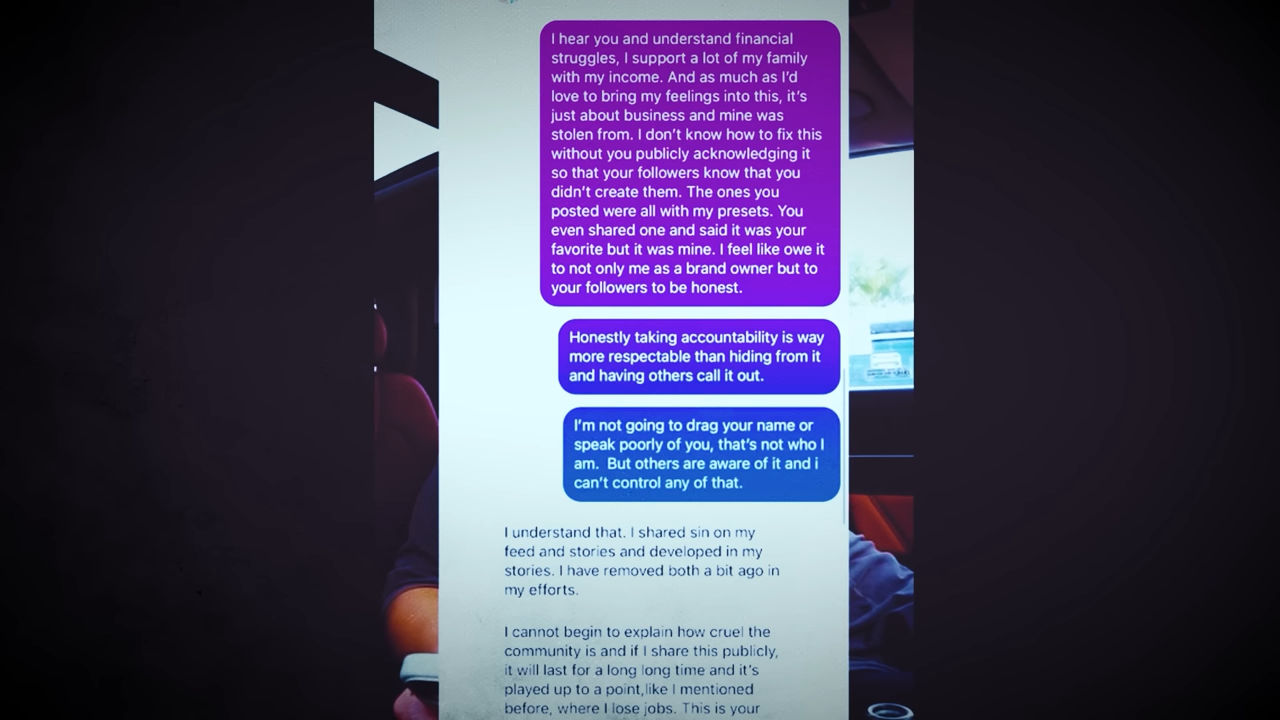 I hear you and understand financial
struggles, I support a lot of my family
with my income. And as much as I'd
love to bring my feelings into this, it's
just about business and mine was
stolen from. I don't know how to fix this
without you publicly acknowledging it
so that your followers know that you
didn't create them. The ones you
posted were all with my presets. You
even shared one and said it was your
favorite but it was mine. I feel like owe it
to not only me as a brand owner but to
your followers to be honest.
Honestly taking accountability is way
more respectable than hiding from it
and having others call it out.
I'm not going to drag your name or
speak poorly of you, that's not who I
am. But others are aware of it and i
can't control any of that.
I understand that. I shared sin on my
feed and stories and developed in my
stories. I have removed both a bit ago in
my efforts.
I cannot begin to explain how cruel the
community is and if I share this publicly,
it will last for a long long time and it's
played up to a point,like I mentioned
before, where I lose jobs. This is your